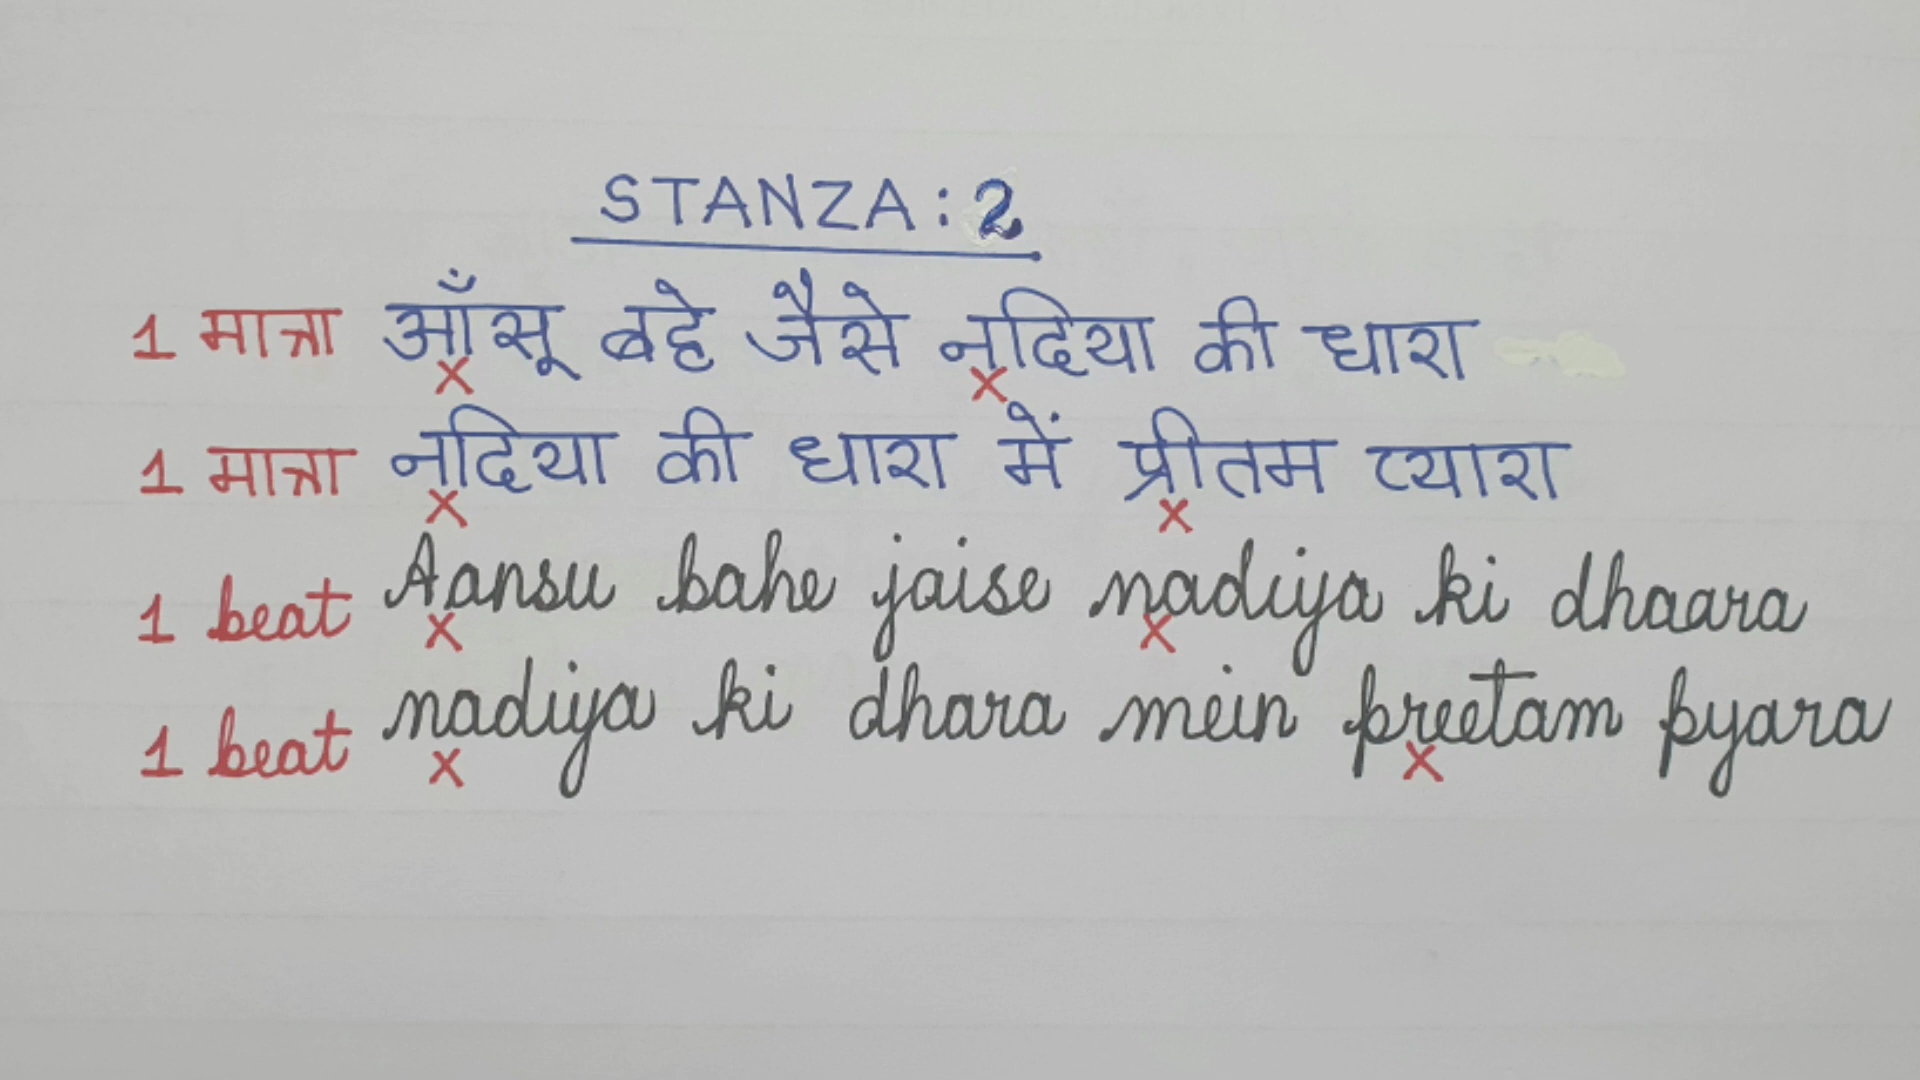 STANZA: 2
1 मात्रा आँसू बहे जैसे नदिया की धारा
x x
1 मात्रा नदिया की धारा में प्रीतम प्यारा
x x
1 beat Aansu bahe jaise nadiya ki dhaara
x x
1 beat nadiya ki dhara mein preetam pyara
x x